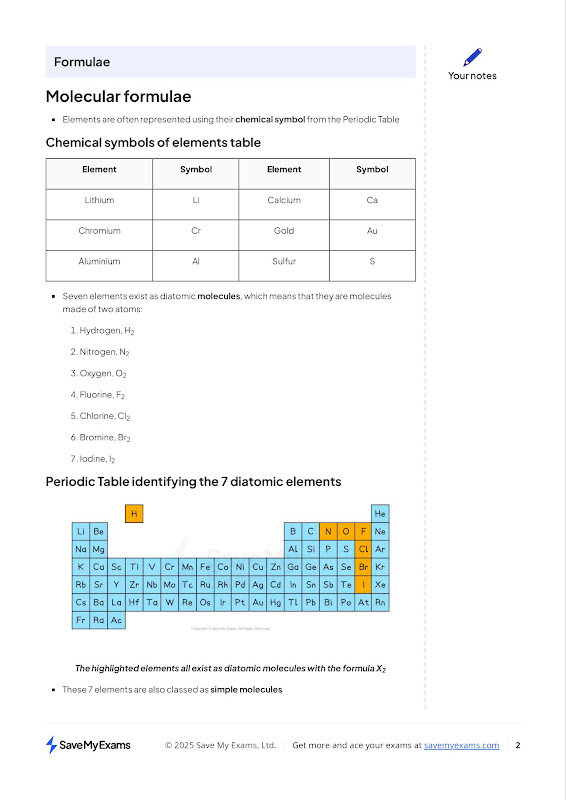 Formulae
Your notes
Molecular formulae
▪ Elements are often represented using their chemical symbol from the Periodic Table
Chemical symbols of elements table
Element Symbol Element Symbol
Lithium Li Calcium Ca
Chromium Cr Gold Au
Aluminium Al Sulfur S
▪ Seven elements exist as diatomic molecules, which means that they are molecules
made of two atoms:
1. Hydrogen, H₂
2. Nitrogen, N₂
3. Oxygen, O₂
4. Fluorine, F₂
5. Chlorine, Cl₂
6. Bromine, Br₂
7. Iodine, I₂
Periodic Table identifying the 7 diatomic elements
H He
Li Be B C N O F Ne
Na Mg Al Si P S Cl Ar
K Ca Sc Ti V Cr Mn Fe Co Ni Cu Zn Ga Ge As Se Br Kr
Rb Sr Y Zr Nb Mo Tc Ru Rh Pd Ag Cd In Sn Sb Te I Xe
Cs Ba La Hf Ta W Re Os Ir Pt Au Hg Tl Pb Bi Po At Rn
Fr Ra Ac
Copyright © Save My Exams. All Rights Reserved
The highlighted elements all exist as diatomic molecules with the formula X₂
▪ These 7 elements are also classed as simple molecules
SaveMyExams © 2025 Save My Exams, Ltd. Get more and ace your exams at savemyexams.com 2